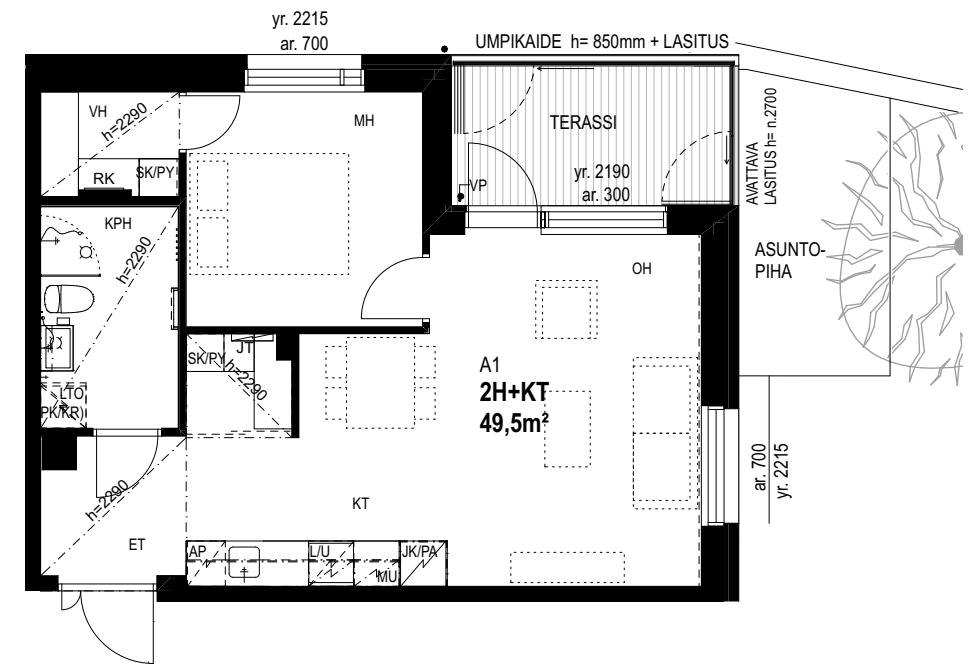 yr. 2215
ar. 700
UMPIKAIDE h= 850mm + LASITUS
VH
h=2290
MH
TERASSI
AVATTAVA
LASITUS h= n.2700
RK
SK/PY
VP
yr. 2190
ar. 300
KPH
h=2290
OH
ASUNTO-
PIHA
SK/PY
JT
h=2290
A1
2H+KT
49,5m²
LTO
(PK/KR)
ar. 700
yr. 2215
h=2290
KT
ET
AP
L/U
MU
JK/PA